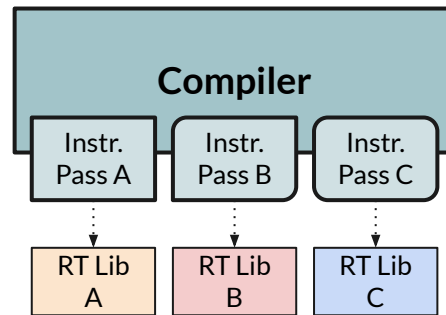 Compiler
Instr. Instr. Instr.
Pass A Pass B Pass C
RT Lib RT Lib RT Lib
A B C